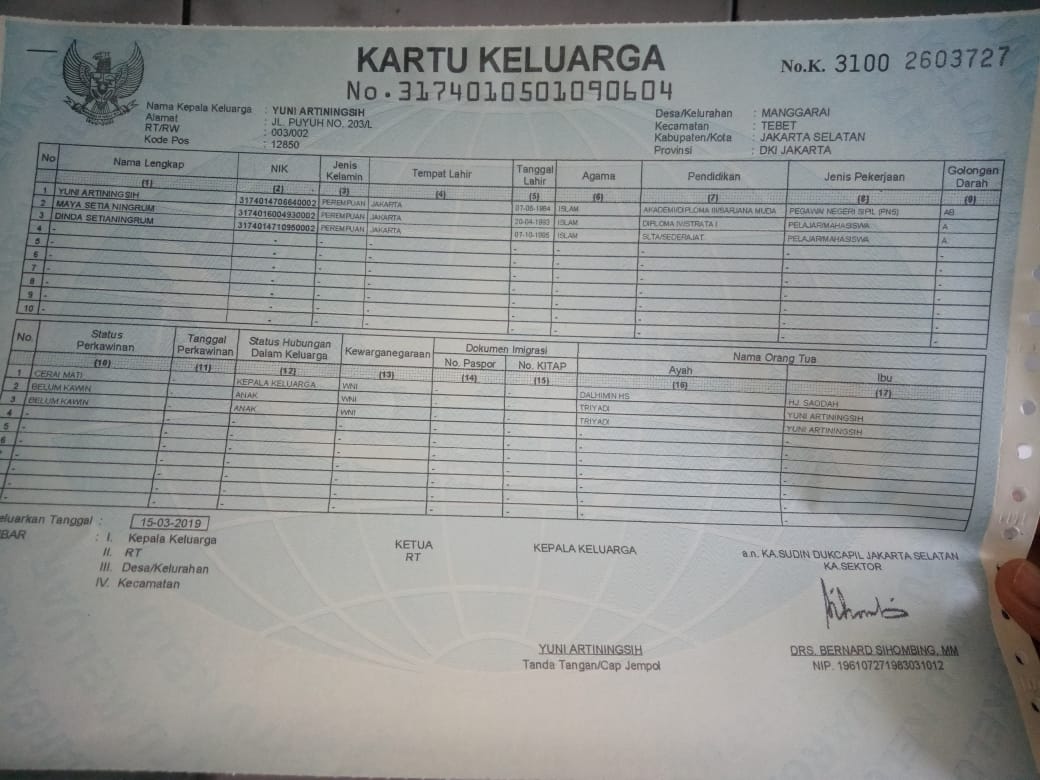 KARTU KELUARGA
No.3174010501090604
No.K. 3100 2603727
Nama Kepala Keluarga : YUNI ARTININGSIH
Alamat : JL. PUYUH NO. 203/L
RT/RW : 003/002
Kode Pos : 12850
Desa/Kelurahan : MANGGARAI
Kecamatan : TEBET
Kabupaten/Kota : JAKARTA SELATAN
Provinsi : DKI JAKARTA
No Nama Lengkap NIK Jenis Kelamin Tempat Lahir Tanggal Lahir Agama Pendidikan Jenis Pekerjaan Golongan Darah
(1) (2) (3) (4) (5) (6) (7) (8) (9)
1 YUNI ARTININGSIH 3174014706640002 PEREMPUAN JAKARTA 07-06-1964 ISLAM AKADEMI/DIPLOMA III/SARJANA MUDA PEGAWAI NEGERI SIPIL (PNS) AB
2 MAYA SETIA NINGRUM 3174016004930002 PEREMPUAN JAKARTA 20-04-1993 ISLAM DIPLOMA IV/STRATA I PELAJAR/MAHASISWA A
3 DINDA SETIANINGRUM 3174014710950002 PEREMPUAN JAKARTA 07-10-1995 ISLAM SLTA/SEDERAJAT PELAJAR/MAHASISWA A
4 - - - - - - - - -
5 - - - - - - - - -
6 - - - - - - - - -
7 - - - - - - - - -
8 - - - - - - - - -
9 - - - - - - - - -
10 - - - - - - - - -
No. Status Perkawinan Tanggal Perkawinan Status Hubungan Dalam Keluarga Kewarganegaraan Dokumen Imigrasi Nama Orang Tua
No. Paspor No. KITAP Ayah Ibu
(10) (11) (12) (13) (14) (15) (16) (17)
1 CERAI MATI - KEPALA KELUARGA WNI - - DALHIMIN HS HJ. SAODAH
2 BELUM KAWIN - ANAK WNI - - TRIYADI YUNI ARTININGSIH
3 BELUM KAWIN - ANAK WNI - - TRIYADI YUNI ARTININGSIH
4 - - - - - - - -
5 - - - - - - - -
6 - - - - - - - -
eluarkan Tanggal : 15-03-2019
BAR : I. Kepala Keluarga
II. RT
III. Desa/Kelurahan
IV. Kecamatan
KETUA
RT
KEPALA KELUARGA
YUNI ARTININGSIH
Tanda Tangan/Cap Jempol
a.n. KA.SUDIN DUKCAPIL JAKARTA SELATAN
KA.SEKTOR
DRS. BERNARD SIHOMBING, MM
NIP. 196107271983031012